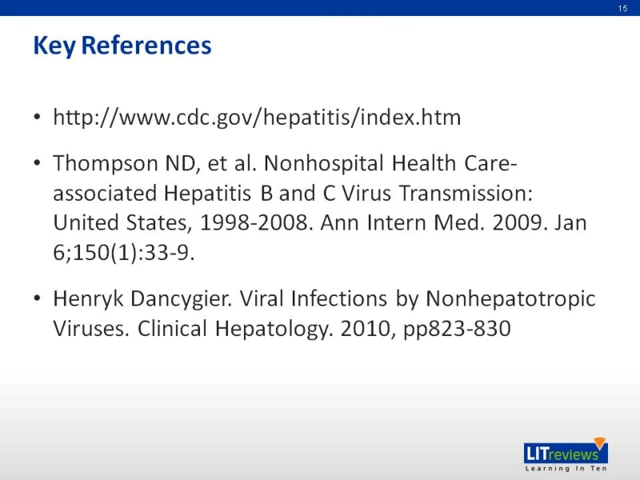 15
Key References
• http://www.cdc.gov/hepatitis/index.htm
• Thompson ND, et al. Nonhospital Health Care-
associated Hepatitis B and C Virus Transmission:
United States, 1998-2008. Ann Intern Med. 2009. Jan
6;150(1):33-9.
• Henryk Dancygier. Viral Infections by Nonhepatotropic
Viruses. Clinical Hepatology. 2010, pp823-830
LITreviews
Learning In Ten